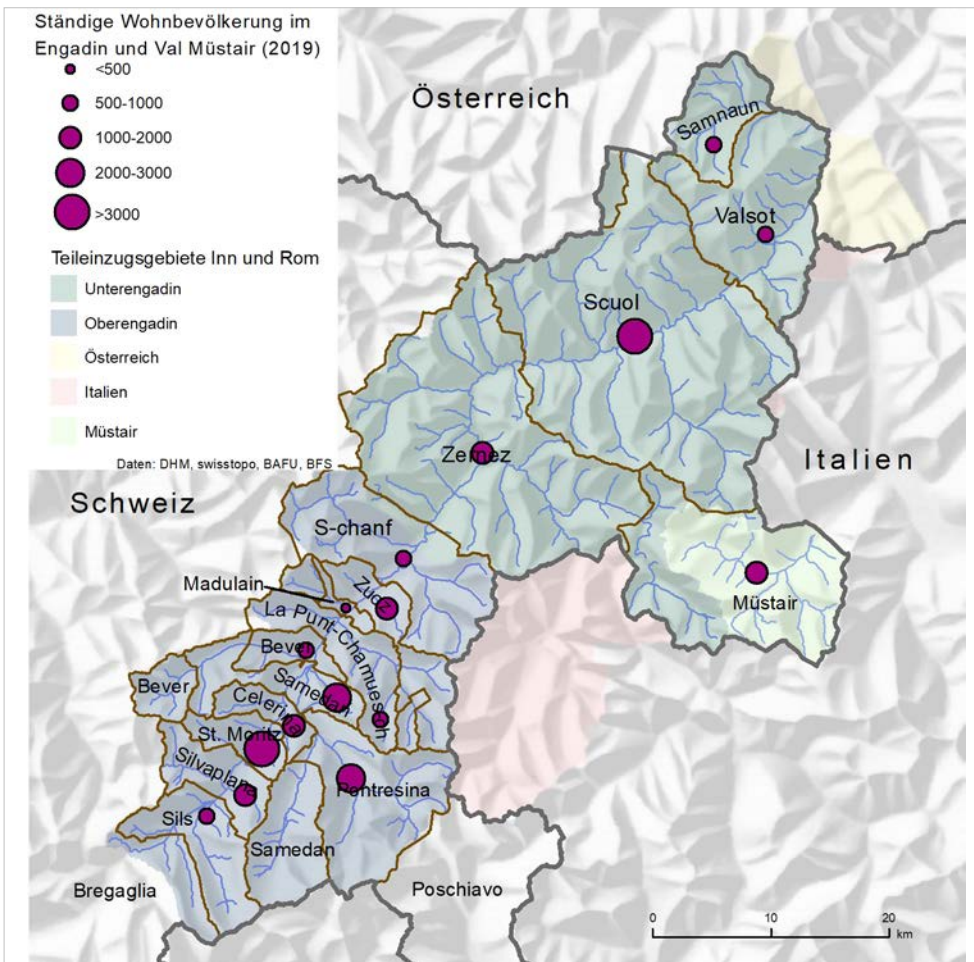 Ständige Wohnbevölkerung im
Engadin und Val Müstair (2019)
<500
500-1000
1000-2000
2000-3000
>3000
Teileinzugsgebiete Inn und Rom
Unterengadin
Oberengadin
Österreich
Italien
Müstair
Daten: DHM, swisstopo, BAFU, BFS
Österreich
Samnaun
Valsot
Scuol
Zernez
Italien
Schweiz
S-chanf
Madulain
Zuoz
La Punt-Chamuesch
Müstair
Bever
Bever
Samedan
Celerina
St. Moritz
Silvaplana
Pontresina
Sils
Samedan
Bregaglia
Poschiavo
0 10 20
km